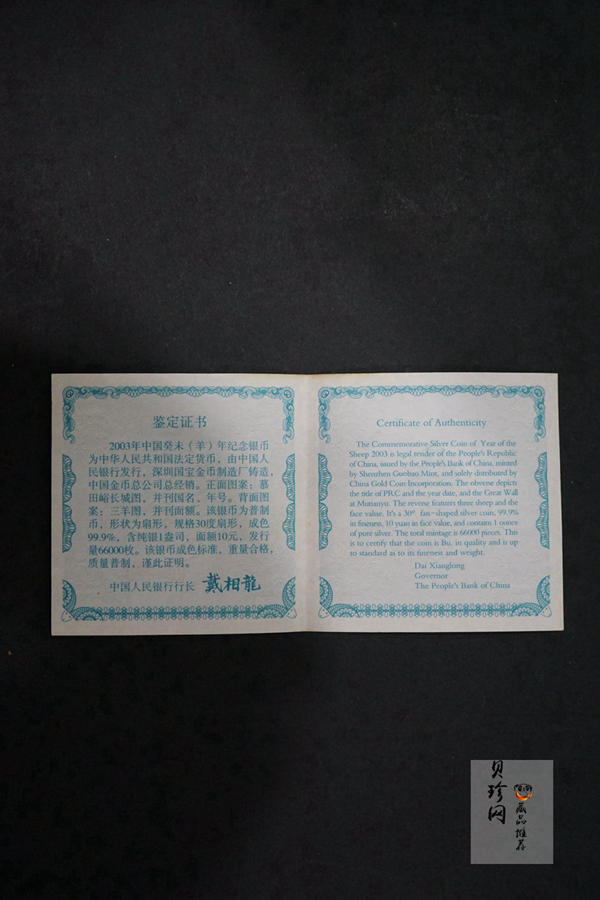 鉴定证书
2003年中国癸未（羊）年纪念银币
为中华人民共和国法定货币，由中国人
民银行发行，深圳国宝金币制造厂铸造，
中国金币总公司总经销。正面图案：慕
田峪长城图，并刊国名、年号。背面图
案：三羊图，并刊面额。该银币为普制
币，形状为扇形，规格30度扇形，成色
99.9%，含纯银1盎司，面额10元，发行
量66000枚。该银币成色标准，重量合格，
质量普制，谨此证明。
中国人民银行行长 戴相龍
Certificate of Authenticity
The Commemorative Silver Coin of Year of the
Sheep 2003 is legal tender of the People's Republic
of China, issued by the People's Bank of China, minted
by Shenzhen Guobao Mint, and solely distributed by
China Gold Coin Incorporation. The obverse depicts
the title of PRC and the year date, and the Great Wall
at Mutianyu. The reverse features three sheep and the
face value. It's a 30° fan-shaped silver coin, 99.9%
in fineness, 10 yuan in face value, and contains 1 ounce
of pure silver. The total mintage is 66000 pieces. This
is to certify that the coin is Bu. in quality and is up
to standard as to its fineness and weight.
Dai Xianglong
Governor
The People's Bank of China
贝珍网
藏品推荐